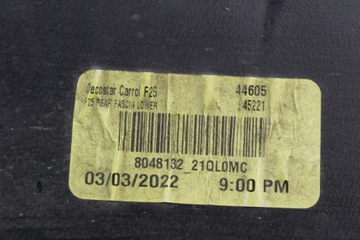 Decostar Carrol F25 44605
F25 REAR FASCIA LOWER 45221
8048132_21QL0MC
03/03/2022 9:00 PM